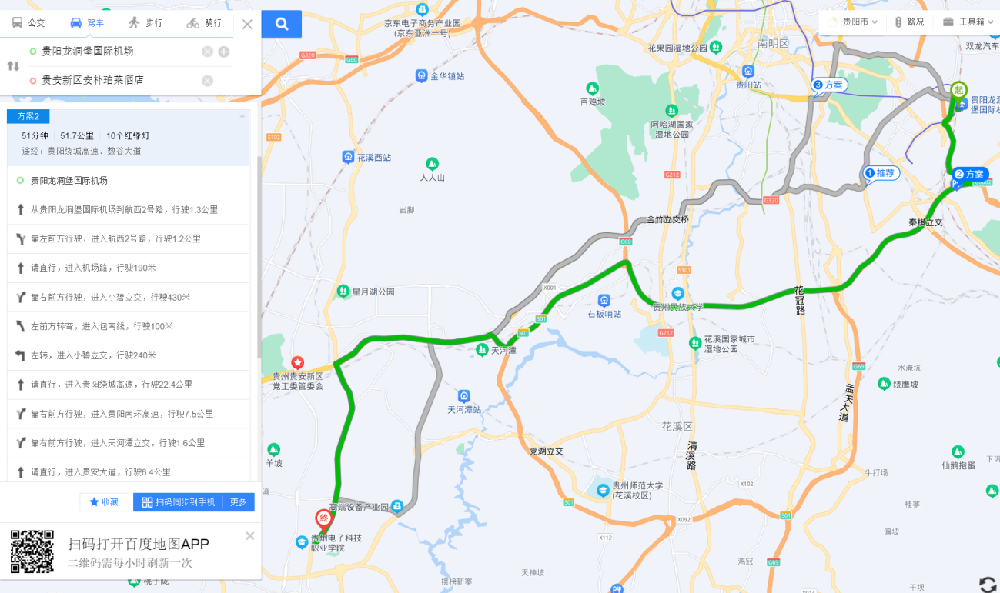 公交
驾车
步行
骑行
贵阳龙洞堡国际机场
贵安新区安朴珀莱酒店
方案2
51分钟 | 51.7公里 | 10个红绿灯
途经：贵阳绕城高速、数谷大道
贵阳龙洞堡国际机场
从贵阳龙洞堡国际机场到航西2号路，行驶1.3公里
靠左前方行驶，进入航西2号路，行驶1.2公里
请直行，进入机场路，行驶190米
靠右前方行驶，进入小碧立交，行驶430米
左前方转弯，进入包南线，行驶100米
左转，进入小碧立交，行驶240米
请直行，进入贵阳绕城高速，行驶22.4公里
靠右前方行驶，进入贵阳南环高速，行驶7.5公里
靠右前方行驶，进入天河潭立交，行驶1.6公里
请直行，进入贵安大道，行驶6.4公里
收藏
扫码同步到手机
更多
扫码打开百度地图APP
二维码需每小时刷新一次
桃子陇
贵阳市
路况
工具箱
京东电子商务产业园
(京东亚洲一号)
G320
G60
金华镇站
花果园湿地公园
南明区
双龙汽车
贵阳站
3 方案
起
贵阳龙洞
堡国际机
百鸡坡
阿哈湖国家
湿地公园
S102
花溪西站
人人山
G212
1 推荐
2 方案
G6002
岩脚
G320
金竹立交桥
秦棋立交
G60
S101
X001
星月湖公园
石板哨站
贵州民族大学
花冠路
S01
S01
G212
花溪国家城市
湿地公园
天河潭
贵州贵安新区
党工委管委会
G69
水淹坑
绕鹰坡
孟关大道
天河潭站
花溪区
党湖立交
清溪路
羊坡
仙鹅抱蛋
下坝
牛打场
X102
贵州师范大学
(花溪校区)
湾
S01
桂寨
高端设备产业园
终
贵州电子科技
职业学院
X092
S01
偏坡
X112
鸡冠
G69
天神坡
摆榜新寨
干坝
X014